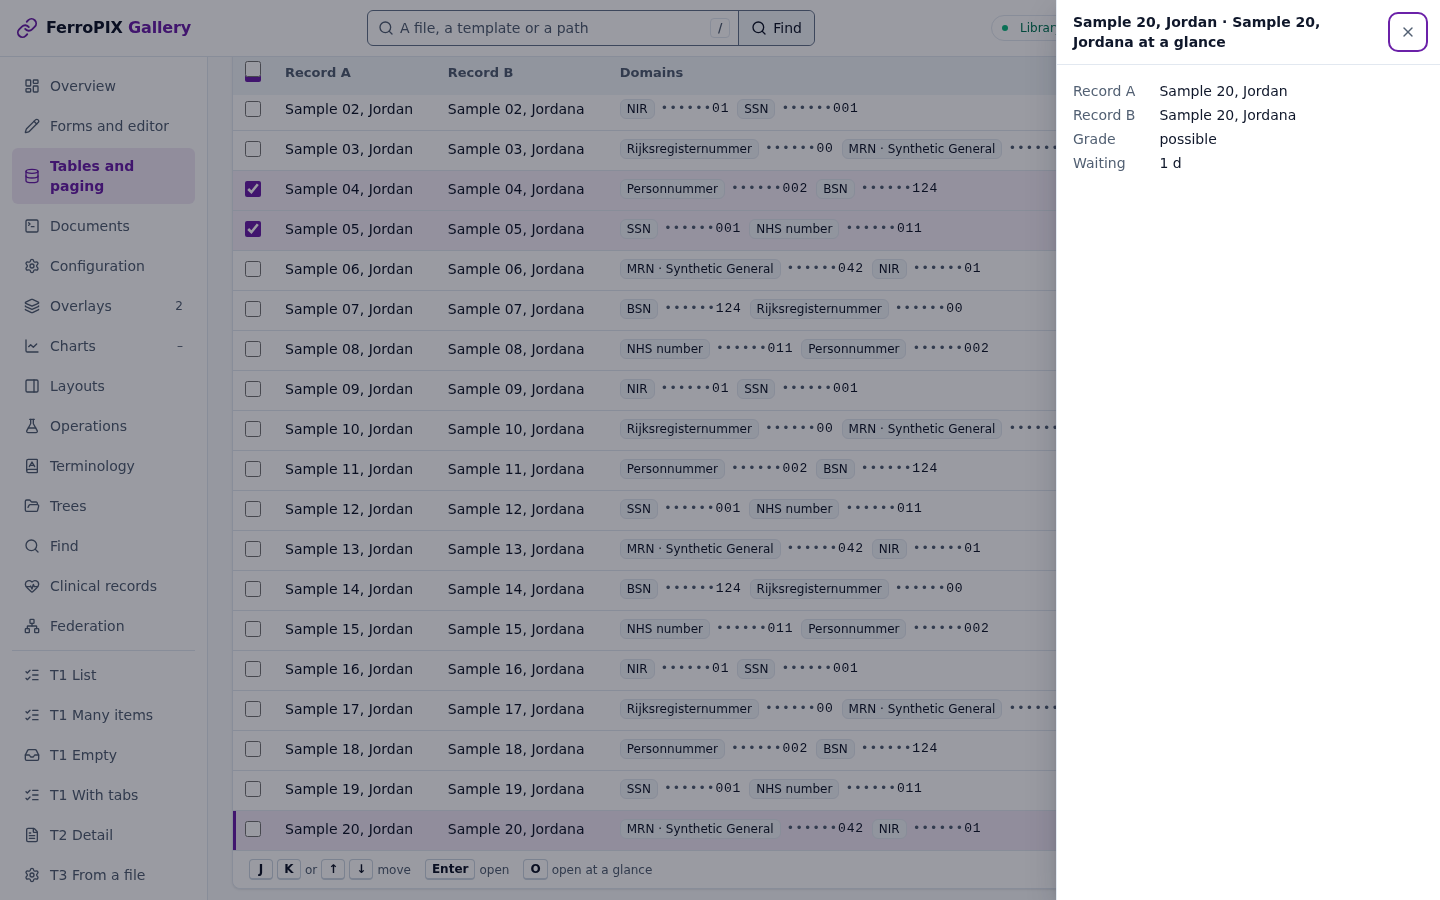 FerroPIX Gallery
A file, a template or a path
/
Find
Overview
Forms and editor
Tables and paging
Documents
Configuration
Overlays 2
Charts –
Layouts
Operations
Terminology
Trees
Find
Clinical records
Federation
T1 List
T1 Many items
T1 Empty
T1 With tabs
T2 Detail
T3 From a file
Record A Record B Domains
Sample 02, Jordan Sample 02, Jordana NIR ••••••01 SSN ••••••001
Sample 03, Jordan Sample 03, Jordana Rijksregisternummer ••••••00 MRN · Synthetic General
Sample 04, Jordan Sample 04, Jordana Personnummer ••••••002 BSN ••••••124
Sample 05, Jordan Sample 05, Jordana SSN ••••••001 NHS number ••••••011
Sample 06, Jordan Sample 06, Jordana MRN · Synthetic General ••••••042 NIR ••••••01
Sample 07, Jordan Sample 07, Jordana BSN ••••••124 Rijksregisternummer ••••••00
Sample 08, Jordan Sample 08, Jordana NHS number ••••••011 Personnummer ••••••002
Sample 09, Jordan Sample 09, Jordana NIR ••••••01 SSN ••••••001
Sample 10, Jordan Sample 10, Jordana Rijksregisternummer ••••••00 MRN · Synthetic General
Sample 11, Jordan Sample 11, Jordana Personnummer ••••••002 BSN ••••••124
Sample 12, Jordan Sample 12, Jordana SSN ••••••001 NHS number ••••••011
Sample 13, Jordan Sample 13, Jordana MRN · Synthetic General ••••••042 NIR ••••••01
Sample 14, Jordan Sample 14, Jordana BSN ••••••124 Rijksregisternummer ••••••00
Sample 15, Jordan Sample 15, Jordana NHS number ••••••011 Personnummer ••••••002
Sample 16, Jordan Sample 16, Jordana NIR ••••••01 SSN ••••••001
Sample 17, Jordan Sample 17, Jordana Rijksregisternummer ••••••00 MRN · Synthetic General
Sample 18, Jordan Sample 18, Jordana Personnummer ••••••002 BSN ••••••124
Sample 19, Jordan Sample 19, Jordana SSN ••••••001 NHS number ••••••011
Sample 20, Jordan Sample 20, Jordana MRN · Synthetic General ••••••042 NIR ••••••01
J K or ↑ ↓ move Enter open O open at a glance
Sample 20, Jordan · Sample 20,
Jordana at a glance
Record A Sample 20, Jordan
Record B Sample 20, Jordana
Grade possible
Waiting 1 d